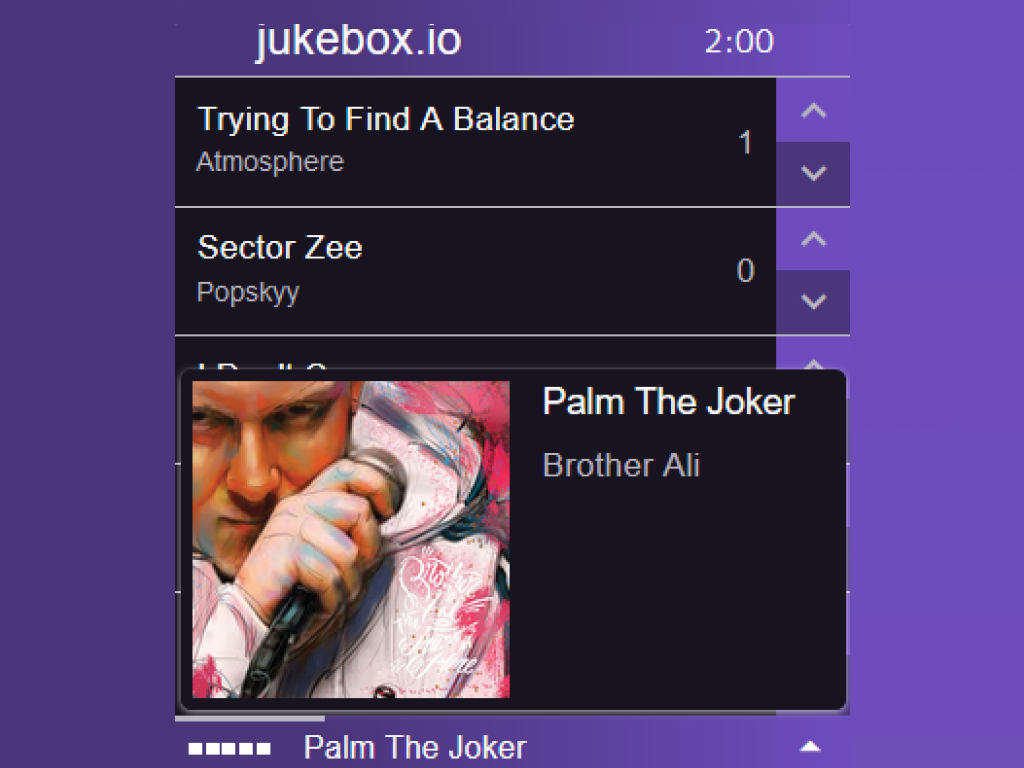 jukebox.io
2:00
Trying To Find A Balance
1
Atmosphere
Sector Zee
0
Popskyy
Palm The Joker
Brother Ali
Palm The Joker